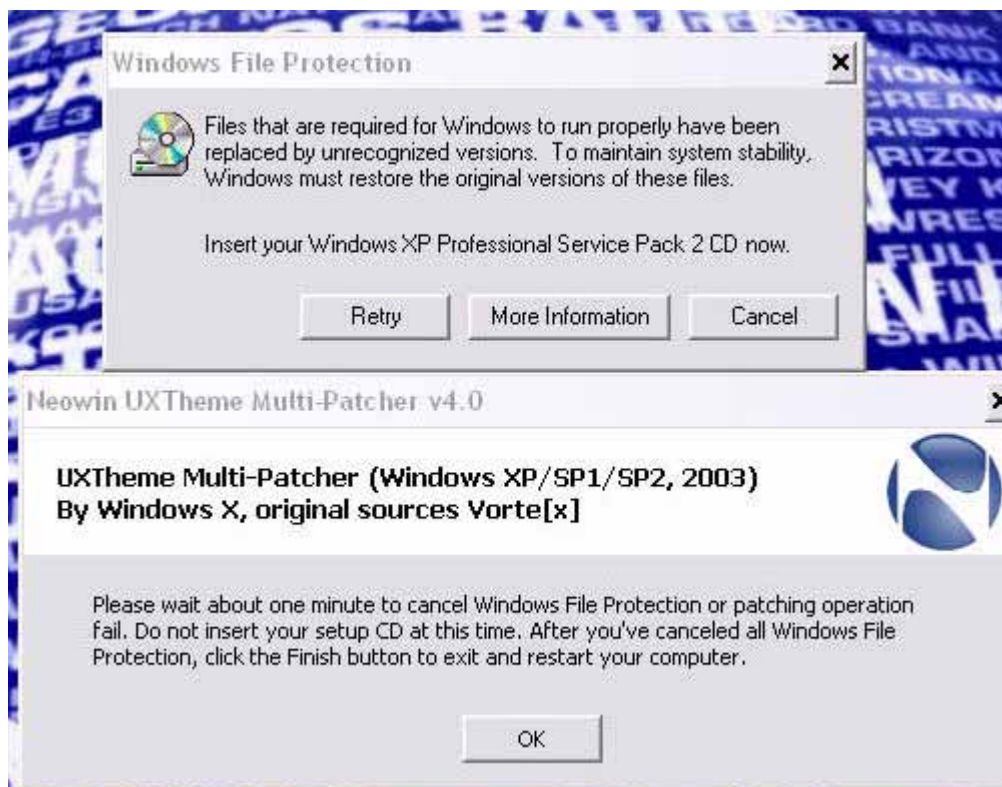 Windows File Protection
Files that are required for Windows to run properly have been
replaced by unrecognized versions. To maintain system stability,
Windows must restore the original versions of these files.
Insert your Windows XP Professional Service Pack 2 CD now.
Retry
More Information
Cancel
Neowin UXTheme Multi-Patcher v4.0
UXTheme Multi-Patcher (Windows XP/SP1/SP2, 2003)
By Windows X, original sources Vorte[x]
Please wait about one minute to cancel Windows File Protection or patching operation
fail. Do not insert your setup CD at this time. After you've canceled all Windows File
Protection, click the Finish button to exit and restart your computer.
OK
BANK
AND
E3
USA
FULL